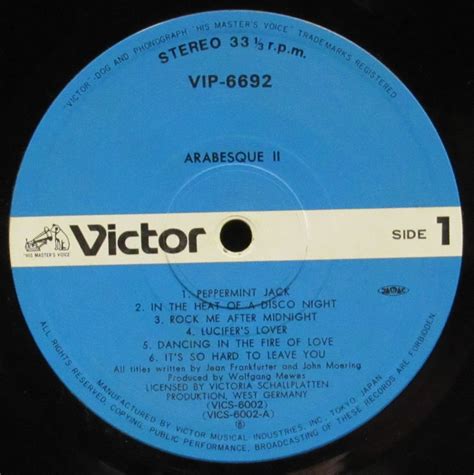 "VICTOR"-DOG AND PHONOGRAPH-"HIS MASTER'S VOICE" TRADEMARKS REGISTERED
STEREO 33 1/3 r.p.m.
VIP-6692
ARABESQUE II
"HIS MASTER'S VOICE"
Victor
SIDE 1
1. PEPPERMINT JACK
2. IN THE HEAT OF A DISCO NIGHT
3. ROCK ME AFTER MIDNIGHT
4. LUCIFER'S LOVER
5. DANCING IN THE FIRE OF LOVE
6. IT'S SO HARD TO LEAVE YOU
All titles written by Jean Frankfurter and John Moering
Produced by Wolfgang Mewes
LICENSED BY VICTORIA SCHALLPLATTEN
PRODUKTION, WEST GERMANY
(VICS-6002)
(VICS-6002-A)
Ⓟ
MANUFACTURED BY VICTOR MUSICAL INDUSTRIES, INC. TOKYO, JAPAN.
ALL RIGHTS RESERVED. COPYING, PUBLIC PERFORMANCE, BROADCASTING OF THESE RECORDS ARE FORBIDDEN.